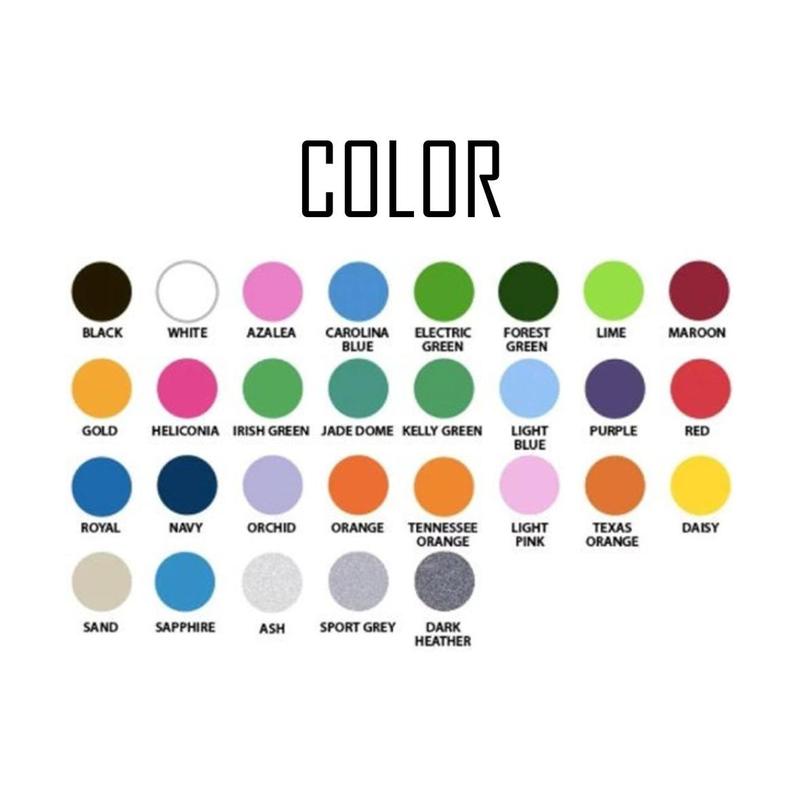 COLOR
BLACK WHITE AZALEA CAROLINA BLUE ELECTRIC GREEN FOREST GREEN LIME MAROON
GOLD HELICONIA IRISH GREEN JADE DOME KELLY GREEN LIGHT BLUE PURPLE RED
ROYAL NAVY ORCHID ORANGE TENNESSEE ORANGE LIGHT PINK TEXAS ORANGE DAISY
SAND SAPPHIRE ASH SPORT GREY DARK HEATHER